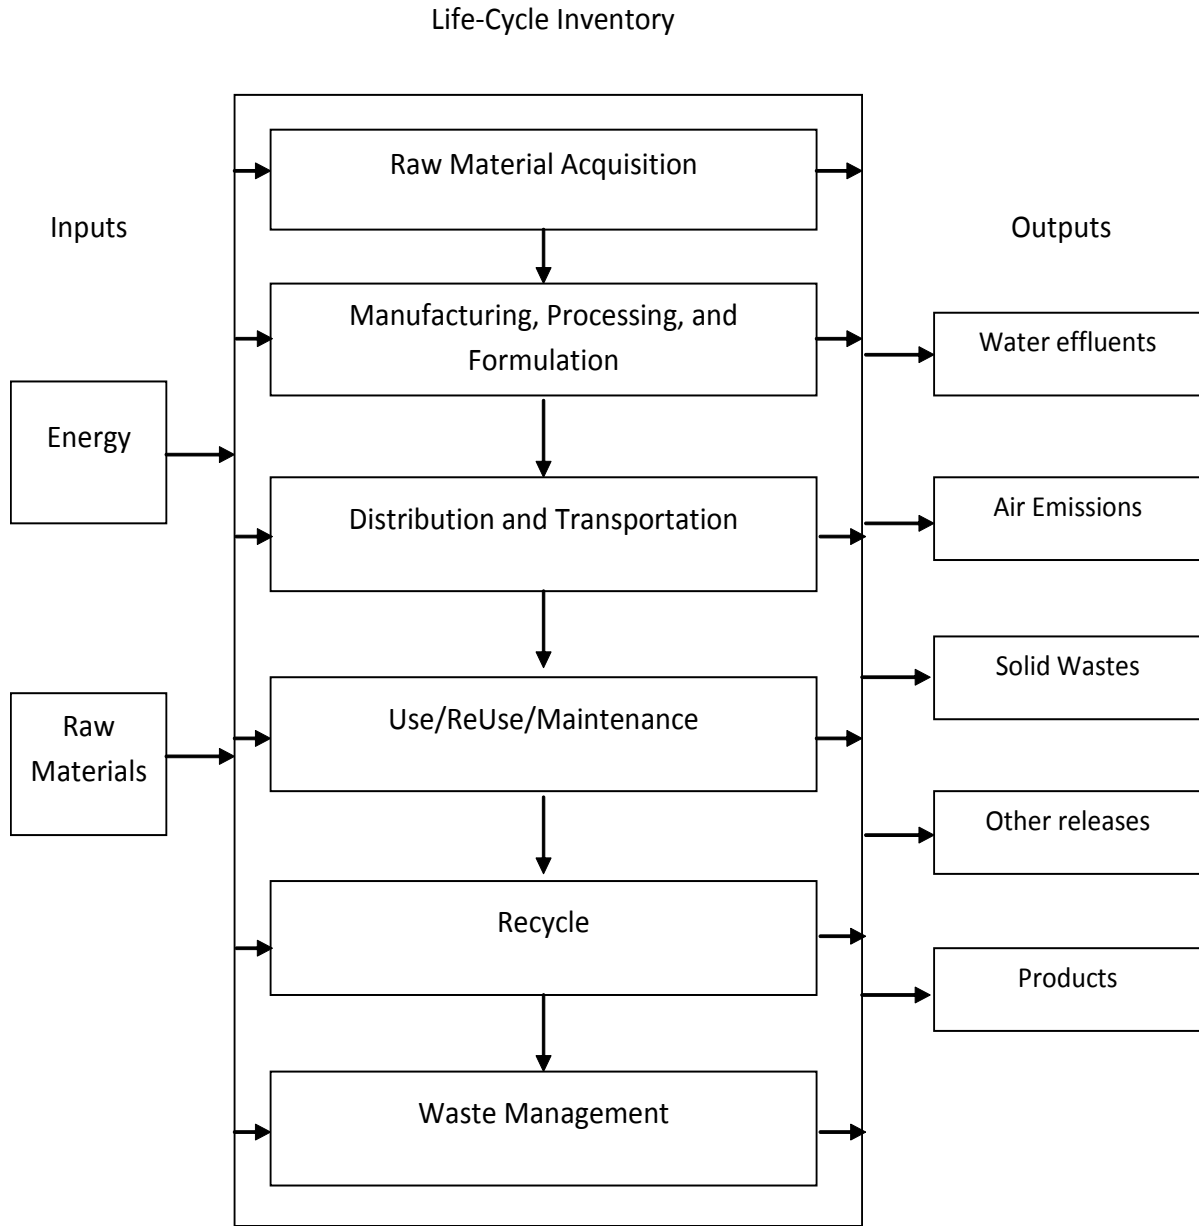 Life-Cycle Inventory
Inputs
Energy
Raw
Materials
Raw Material Acquisition
Manufacturing, Processing, and
Formulation
Distribution and Transportation
Use/ReUse/Maintenance
Recycle
Waste Management
Outputs
Water effluents
Air Emissions
Solid Wastes
Other releases
Products